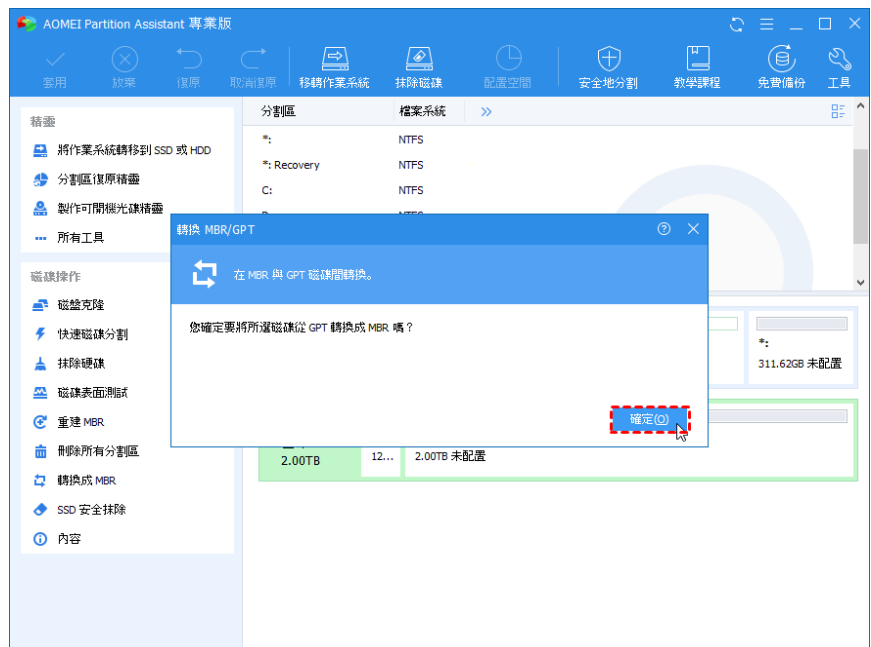 AOMEI Partition Assistant 專業版
套用 放棄 復原 取消復原 移轉作業系統 抹除磁碟 配置空間 安全地分割 教學課程 免費備份 工具
精靈
將作業系統轉移到 SSD 或 HDD
分割區復原精靈
製作可開機光碟精靈
所有工具
磁碟操作
磁盤克隆
快速磁碟分割
抹除硬碟
磁碟表面測試
重建 MBR
刪除所有分割區
轉換成 MBR
SSD 安全抹除
內容
分割區 檔案系統
*: NTFS
*: Recovery NTFS
C: NTFS
轉換 MBR/GPT
在 MBR 與 GPT 磁碟間轉換。
您確定要將所選磁碟從 GPT 轉換成 MBR 嗎？
確定(O)
*:
311.62GB 未配置
2.00TB 12... 2.00TB 未配置